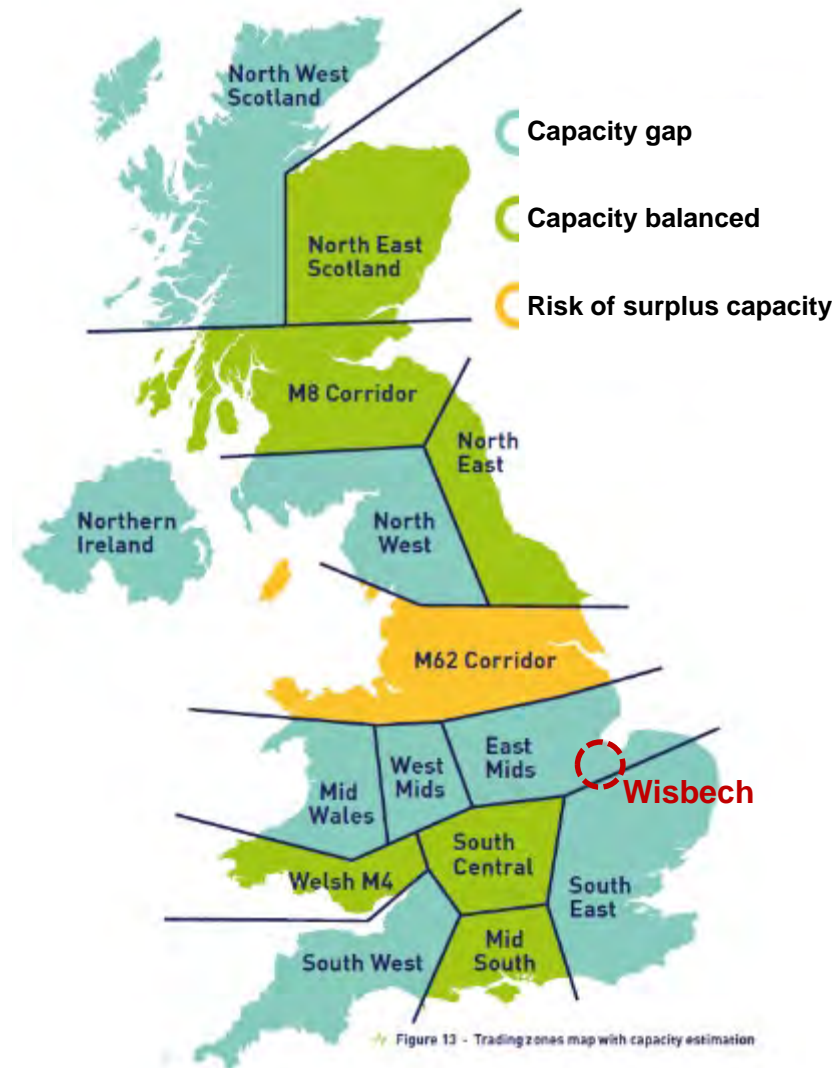 North West
Scotland
Capacity gap
Capacity balanced
North East
Scotland
Risk of surplus capacity
M8 Corridor
North
East
Northern
Ireland
North
West
M62 Corridor
East
Mids
West
Mids
Mid
Wales
Wisbech
South
Central
Welsh M4
South
East
Mid
South
South West
Figure 13 - Trading zones map with capacity estimation